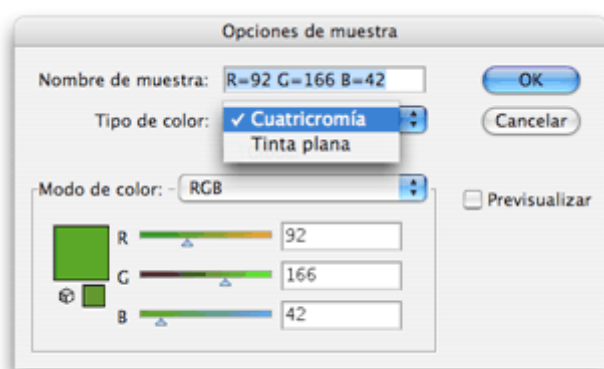 Opciones de muestra
Nombre de muestra: R=92 G=166 B=42 OK
Tipo de color: ✓ Cuatricromía Cancelar
Tinta plana
Modo de color: RGB Previsualizar
R 92
G 166
B 42